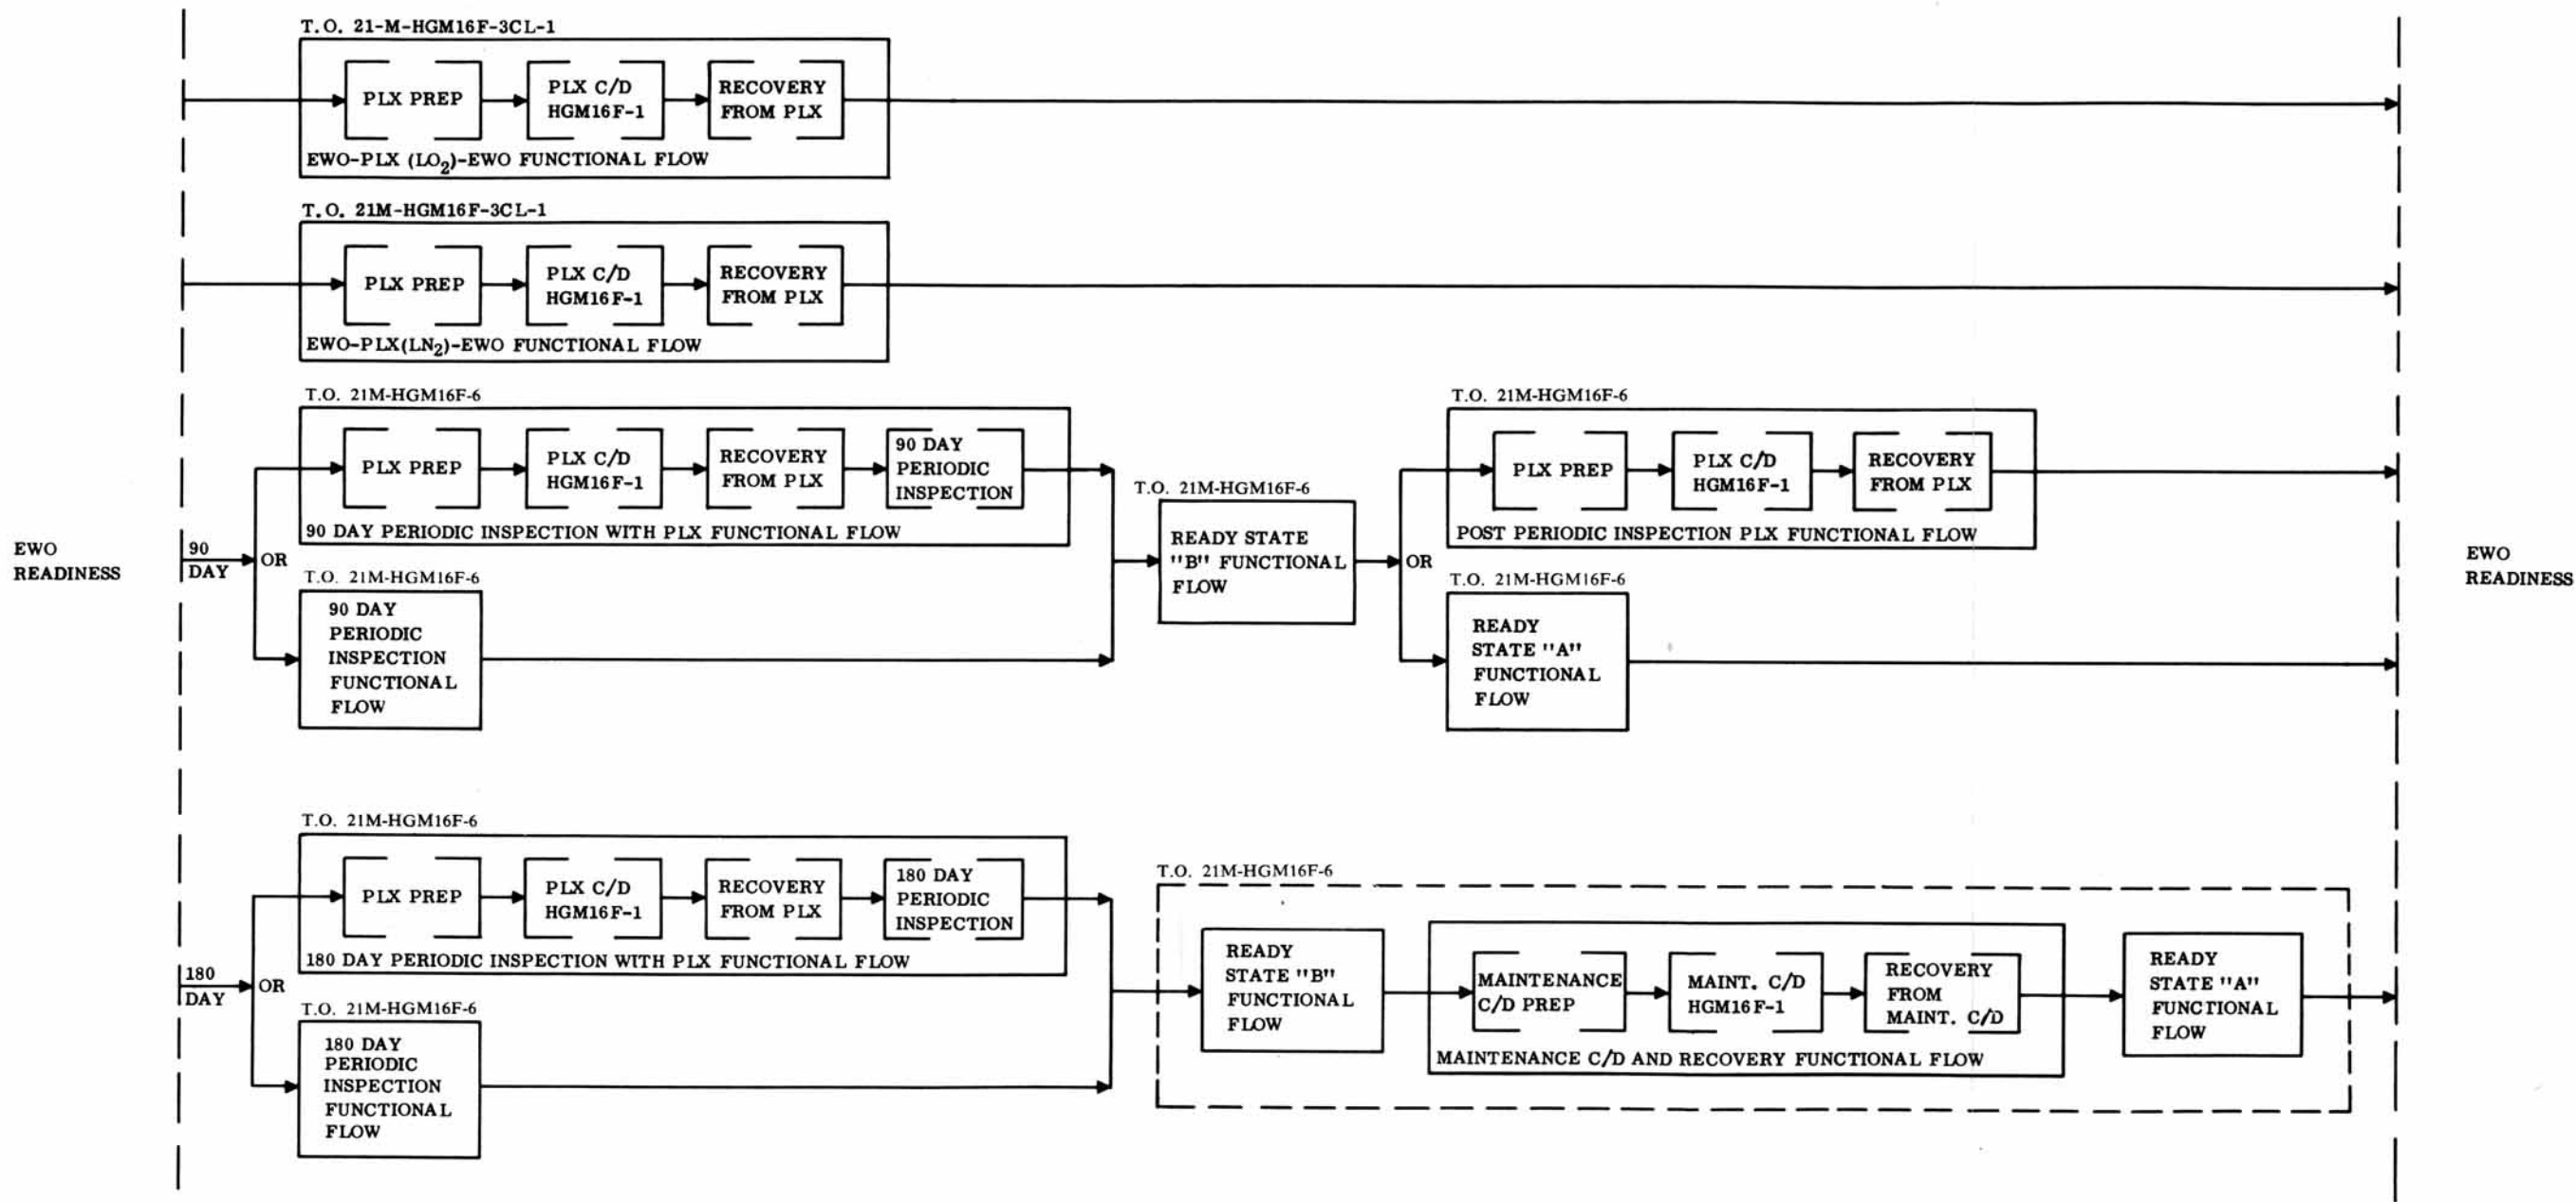 T.O. 21-M-HGM16F-3CL-1
PLX PREP
PLX C/D
HGM16F-1
RECOVERY
FROM PLX
EWO-PLX (LO2)-EWO FUNCTIONAL FLOW
T.O. 21M-HGM16F-3CL-1
PLX PREP
PLX C/D
HGM16F-1
RECOVERY
FROM PLX
EWO-PLX(LN2)-EWO FUNCTIONAL FLOW
EWO
READINESS
90
DAY
OR
T.O. 21M-HGM16F-6
PLX PREP
PLX C/D
HGM16F-1
RECOVERY
FROM PLX
90 DAY
PERIODIC
INSPECTION
90 DAY PERIODIC INSPECTION WITH PLX FUNCTIONAL FLOW
T.O. 21M-HGM16F-6
90 DAY
PERIODIC
INSPECTION
FUNCTIONAL
FLOW
T.O. 21M-HGM16F-6
READY STATE
"B" FUNCTIONAL
FLOW
OR
T.O. 21M-HGM16F-6
PLX PREP
PLX C/D
HGM16F-1
RECOVERY
FROM PLX
POST PERIODIC INSPECTION PLX FUNCTIONAL FLOW
T.O. 21M-HGM16F-6
READY
STATE "A"
FUNCTIONAL
FLOW
EWO
READINESS
180
DAY
OR
T.O. 21M-HGM16F-6
PLX PREP
PLX C/D
HGM16F-1
RECOVERY
FROM PLX
180 DAY
PERIODIC
INSPECTION
180 DAY PERIODIC INSPECTION WITH PLX FUNCTIONAL FLOW
T.O. 21M-HGM16F-6
180 DAY
PERIODIC
INSPECTION
FUNCTIONAL
FLOW
T.O. 21M-HGM16F-6
READY
STATE "B"
FUNCTIONAL
FLOW
MAINTENANCE
C/D PREP
MAINT. C/D
HGM16F-1
RECOVERY
FROM
MAINT. C/D
MAINTENANCE C/D AND RECOVERY FUNCTIONAL FLOW
READY
STATE "A"
FUNCTIONAL
FLOW